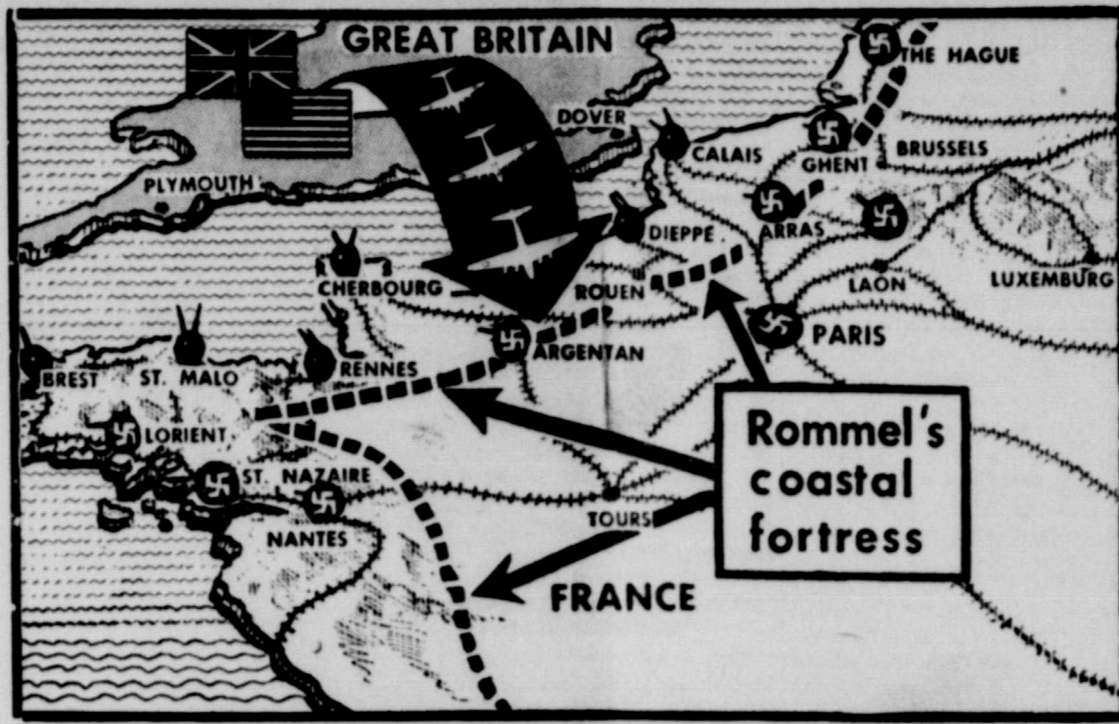 GREAT BRITAIN
THE HAGUE
DOVER
CALAIS
GHENT
BRUSSELS
PLYMOUTH
DIEPPE
ARRAS
CHERBOURG
ROUEN
LAON
LUXEMBURG
PARIS
ARGENTAN
BREST
ST. MALO
RENNES
LORIENT
ST. NAZAIRE
NANTES
TOURS
FRANCE
Rommel's
coastal
fortress